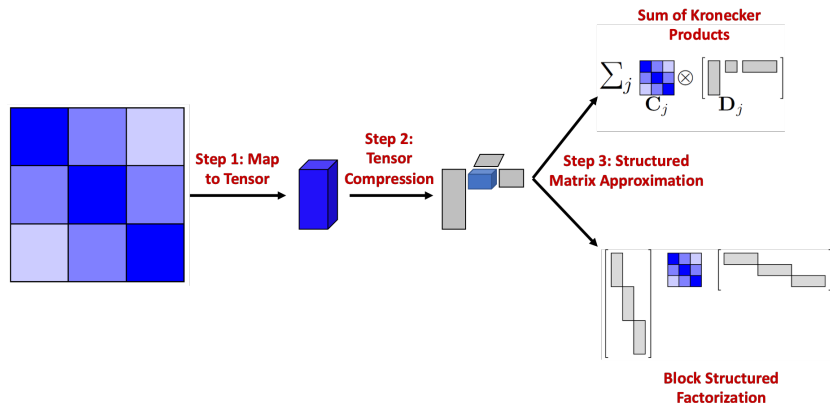 Sum of Kronecker
Products
∑j ⊗
Cj Dj
Step 1: Map
to Tensor
Step 2:
Tensor
Compression
Step 3: Structured
Matrix Approximation
Block Structured
Factorization